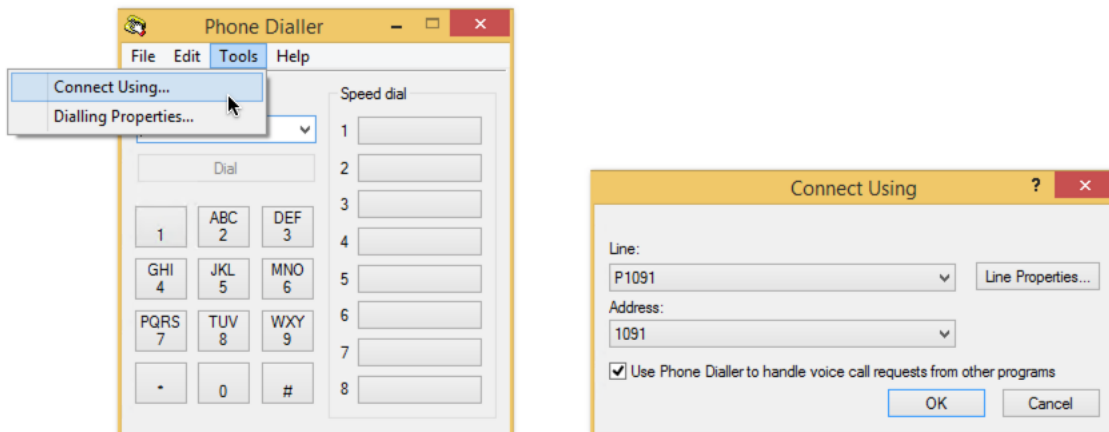 Phone Dialler
File Edit Tools Help
Connect Using...
Dialling Properties...
Dial
1
ABC
2
DEF
3
GHI
4
JKL
5
MNO
6
PQRS
7
TUV
8
WXY
9
*
0
#
Speed dial
1
2
3
4
5
6
7
8
Connect Using
?
Line:
P1091
Line Properties...
Address:
1091
Use Phone Dialler to handle voice call requests from other programs
OK Cancel